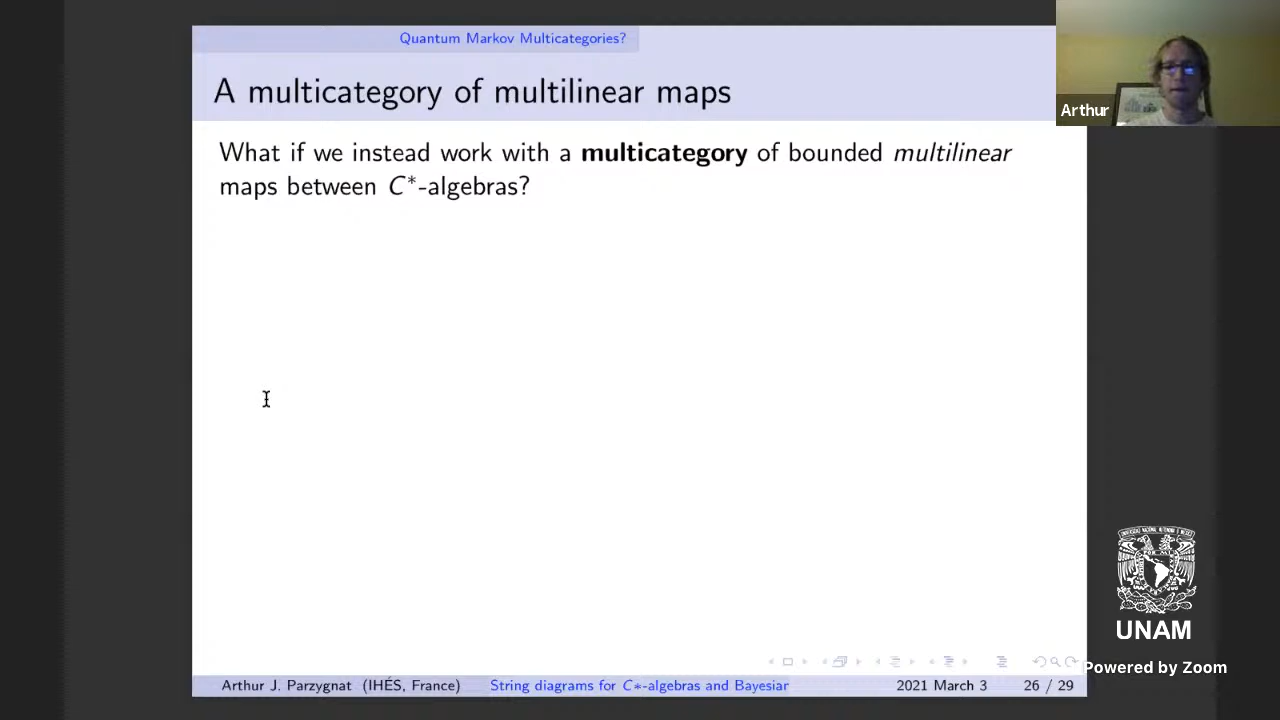 Quantum Markov Multicategories?
A multicategory of multilinear maps
Arthur
What if we instead work with a multicategory of bounded multilinear
maps between C*-algebras?
UNAM
Powered by Zoom
Arthur J. Parzygnat (IHÉS, France) String diagrams for C*-algebras and Bayesiar 2021 March 3 26 / 29